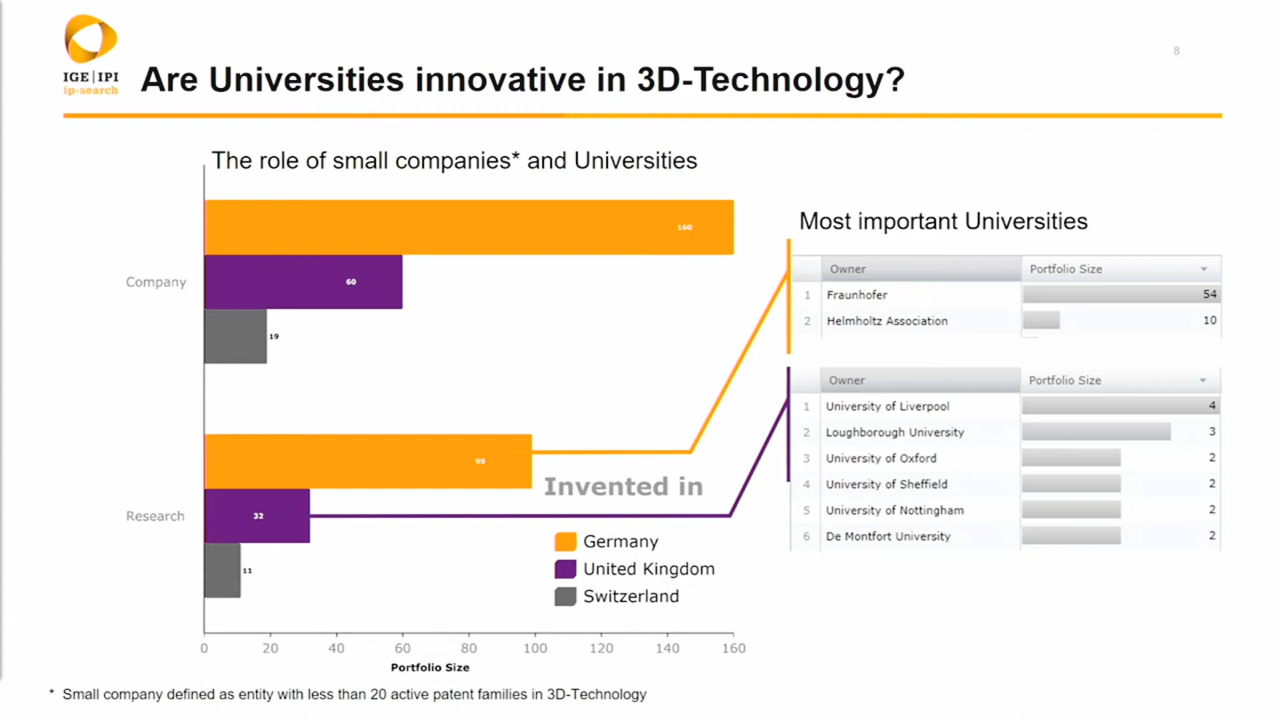 8
IGE | IPI
ip-search
Are Universities innovative in 3D-Technology?
The role of small companies* and Universities
Company
160
60
19
Research
99
32
11
Invented in
Germany
United Kingdom
Switzerland
0 20 40 60 80 100 120 140 160
Portfolio Size
Most important Universities
Owner Portfolio Size
1 Fraunhofer 54
2 Helmholtz Association 10
Owner Portfolio Size
1 University of Liverpool 4
2 Loughborough University 3
3 University of Oxford 2
4 University of Sheffield 2
5 University of Nottingham 2
6 De Montfort University 2
* Small company defined as entity with less than 20 active patent families in 3D-Technology